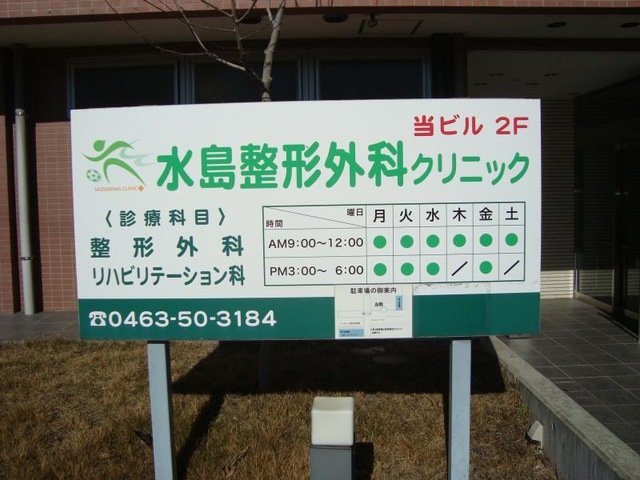 当ビル 2F
MIZUSHIMA CLINIC
水島整形外科クリニック
〈診療科目〉
整形外科
リハビリテーション科
曜日 時間 月 火 水 木 金 土
AM9:00〜12:00 ● ● ● ● ● ●
PM3:00〜 6:00 ● ● ● / ● /
駐車場の御案内
☎0463-50-3184